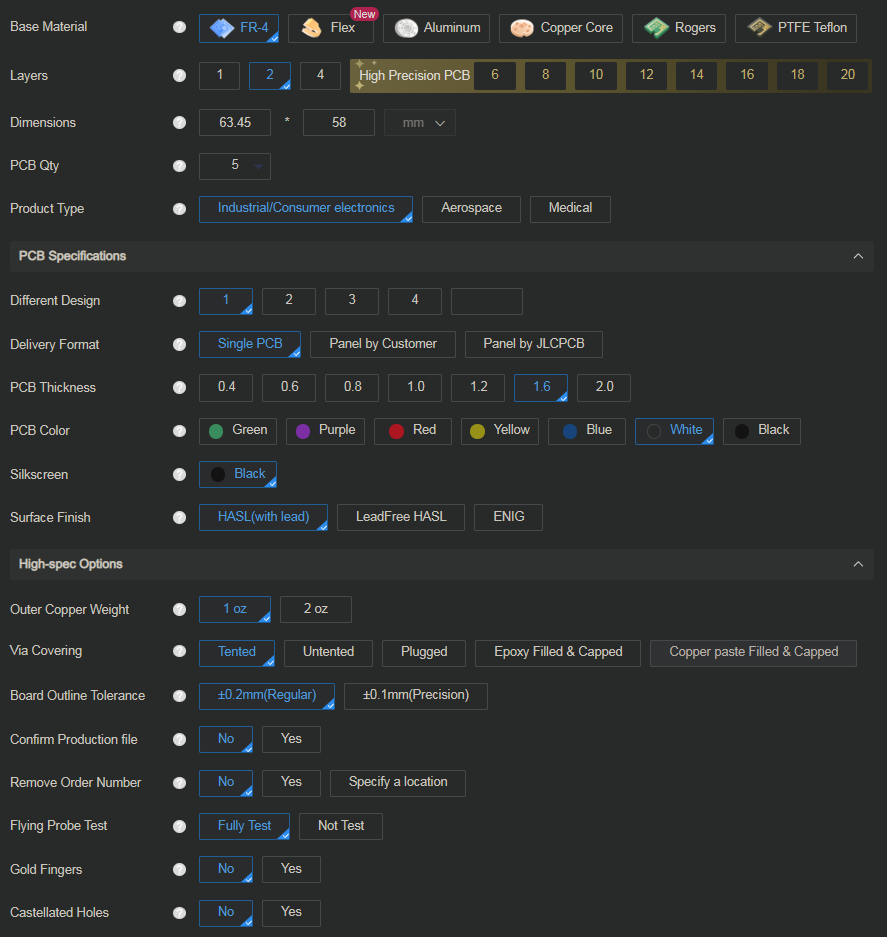 New
Base Material ? FR-4 Flex Aluminum Copper Core Rogers PTFE Teflon
Layers ? 1 2 4 High Precision PCB 6 8 10 12 14 16 18 20
Dimensions ? 63.45 * 58 mm
PCB Qty ? 5
Product Type ? Industrial/Consumer electronics Aerospace Medical
PCB Specifications
Different Design ? 1 2 3 4
Delivery Format ? Single PCB Panel by Customer Panel by JLCPCB
PCB Thickness ? 0.4 0.6 0.8 1.0 1.2 1.6 2.0
PCB Color ? Green Purple Red Yellow Blue White Black
Silkscreen ? Black
Surface Finish ? HASL(with lead) LeadFree HASL ENIG
High-spec Options
Outer Copper Weight ? 1 oz 2 oz
Via Covering ? Tented Untented Plugged Epoxy Filled & Capped Copper paste Filled & Capped
Board Outline Tolerance ? ±0.2mm(Regular) ±0.1mm(Precision)
Confirm Production file ? No Yes
Remove Order Number ? No Yes Specify a location
Flying Probe Test ? Fully Test Not Test
Gold Fingers ? No Yes
Castellated Holes ? No Yes